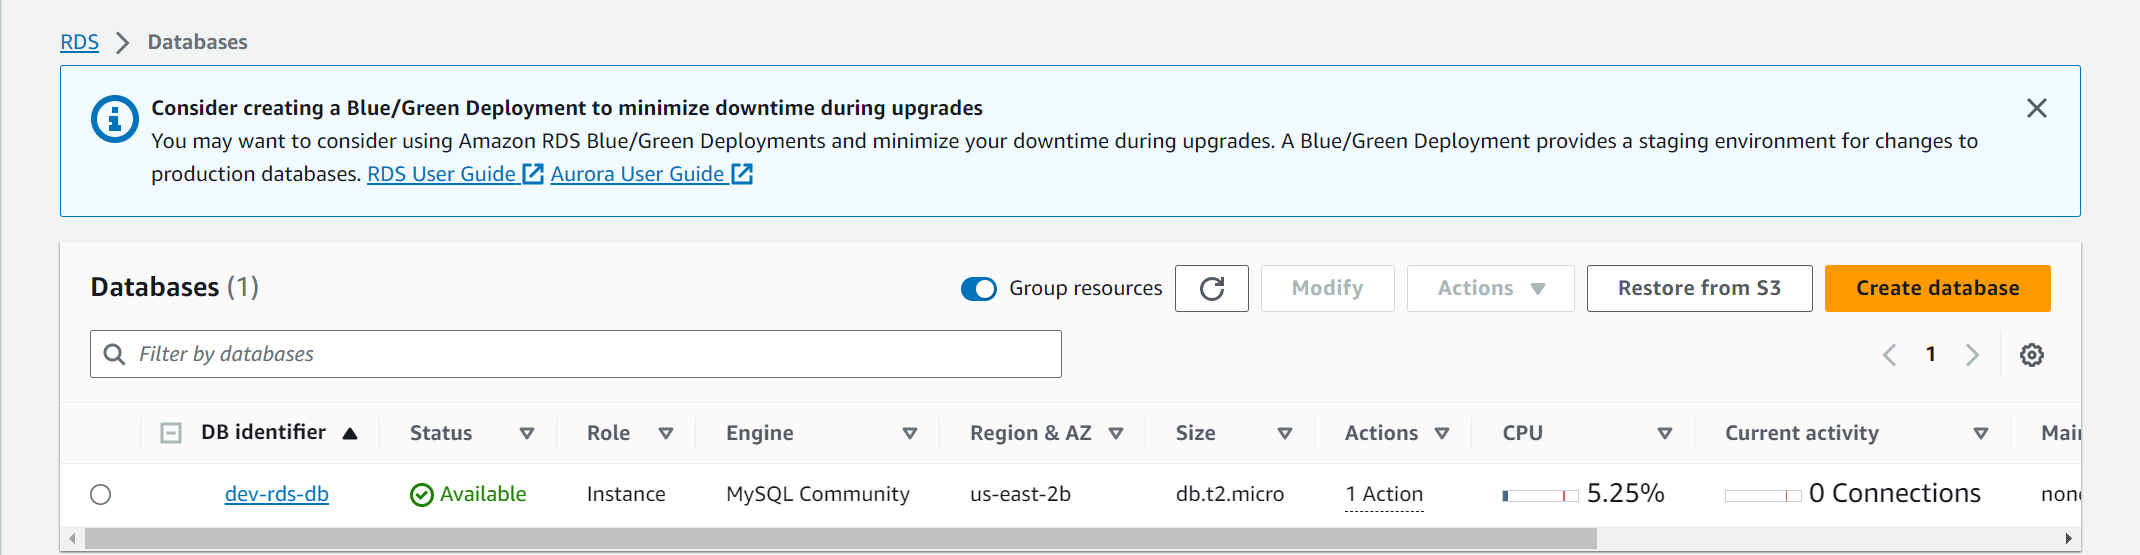 RDS > Databases
Consider creating a Blue/Green Deployment to minimize downtime during upgrades
You may want to consider using Amazon RDS Blue/Green Deployments and minimize your downtime during upgrades. A Blue/Green Deployment provides a staging environment for changes to
production databases. RDS User Guide Aurora User Guide
Databases (1) Group resources Modify Actions Restore from S3 Create database
Filter by databases 1
DB identifier Status Role Engine Region & AZ Size Actions CPU Current activity
dev-rds-db Available Instance MySQL Community us-east-2b db.t2.micro 1 Action 5.25% 0 Connections